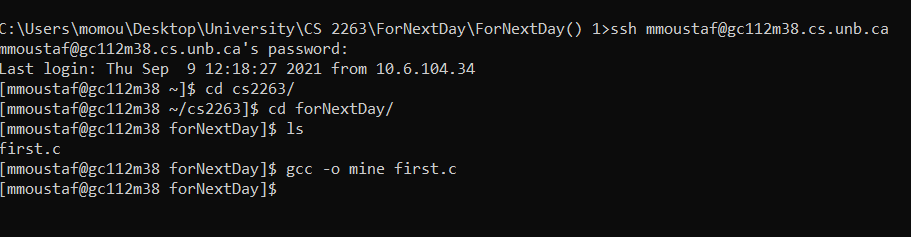 C:\Users\momou\Desktop\University\CS 2263\ForNextDay\ForNextDay() 1>ssh mmoustaf@gc112m38.cs.unb.ca
mmoustaf@gc112m38.cs.unb.ca's password:
Last login: Thu Sep  9 12:18:27 2021 from 10.6.104.34
[mmoustaf@gc112m38 ~]$ cd cs2263/
[mmoustaf@gc112m38 ~/cs2263]$ cd forNextDay/
[mmoustaf@gc112m38 forNextDay]$ ls
first.c
[mmoustaf@gc112m38 forNextDay]$ gcc -o mine first.c
[mmoustaf@gc112m38 forNextDay]$